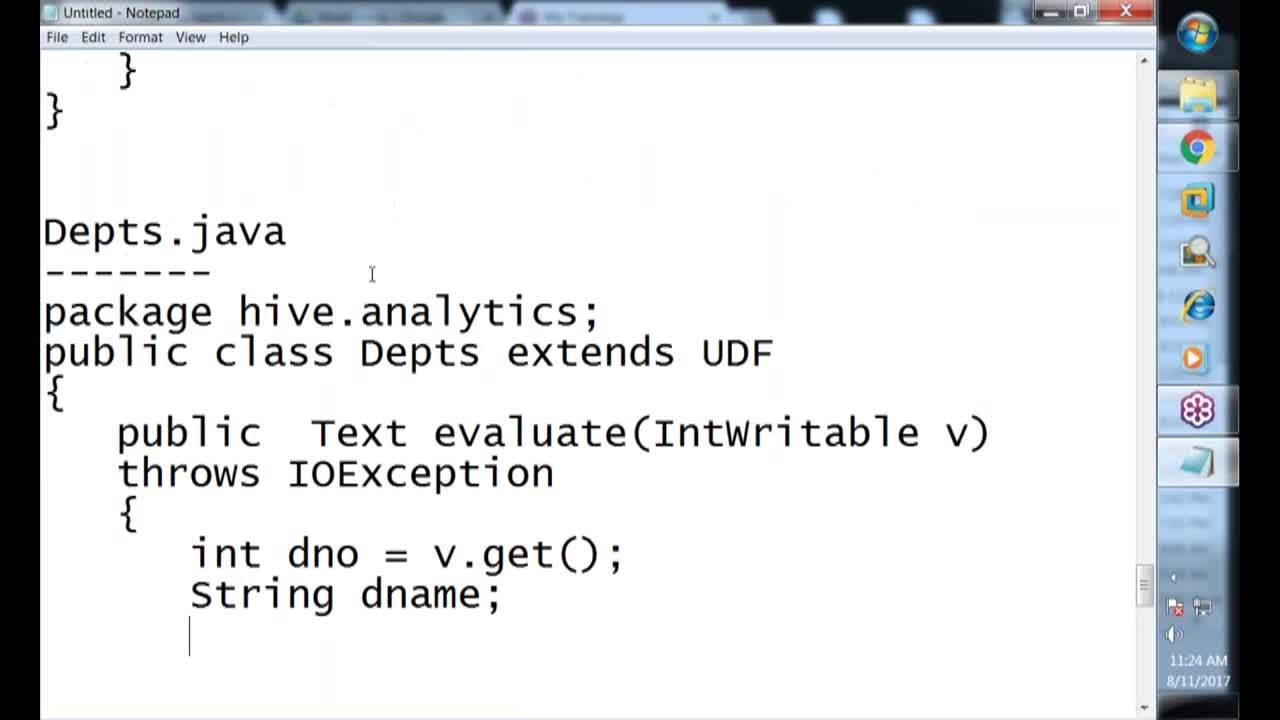 Untitled - Notepad
File Edit Format View Help
}
}
Depts.java
-------
package hive.analytics;
public class Depts extends UDF
{
public  Text evaluate(IntWritable v)
throws IOException
{
int dno = v.get();
String dname;
11:24 AM
8/11/2017